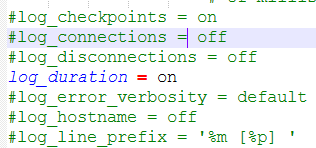 #log_checkpoints = on
#log_connections = off
#log_disconnections = off
log_duration = on
#log_error_verbosity = default
#log_hostname = off
#log_line_prefix = '%m [%p] '